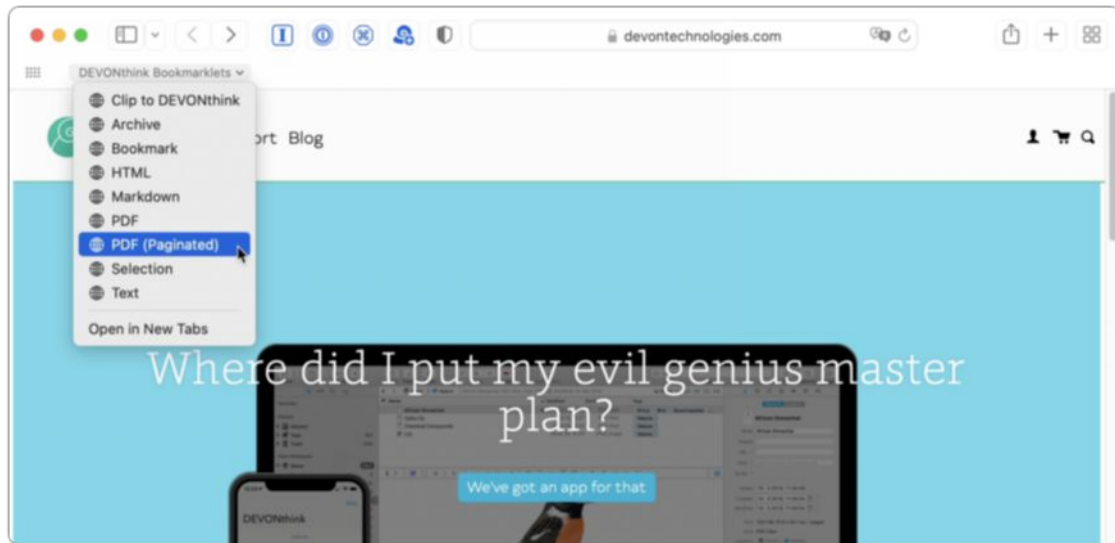 devontechnologies.com
DEVONthink Bookmarklets
Clip to DEVONthink
Archive
Bookmark
HTML
Markdown
PDF
PDF (Paginated)
Selection
Text
Open in New Tabs
ort Blog
Where did I put my evil genius master
plan?
We've got an app for that
DEVONthink